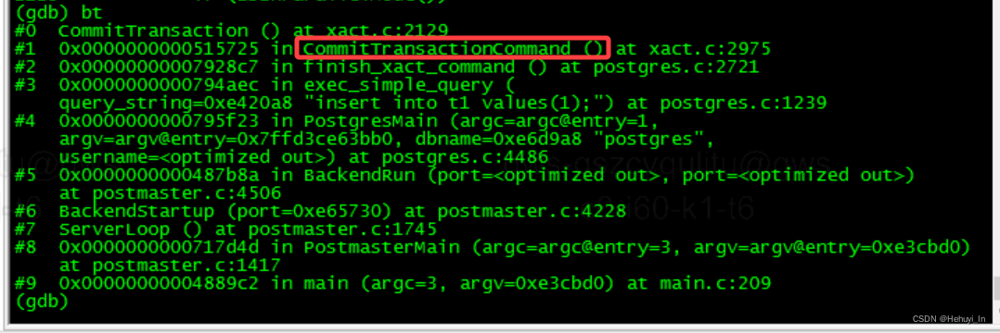 (gdb) bt
#0 CommitTransaction () at xact.c:2129
#1 0x0000000000515725 in CommitTransactionCommand () at xact.c:2975
#2 0x00000000007928c7 in finish_xact_command () at postgres.c:2721
#3 0x0000000000794aec in exec_simple_query (
query_string=0xe420a8 "insert into t1 values(1);") at postgres.c:1239
#4 0x0000000000795f23 in PostgresMain (argc=argc@entry=1,
argv=argv@entry=0x7ffd3ce63bb0, dbname=0xe6d9a8 "postgres",
username=<optimized out>) at postgres.c:4486
#5 0x0000000000487b8a in BackendRun (port=<optimized out>, port=<optimized out>)
at postmaster.c:4506
#6 BackendStartup (port=0xe65730) at postmaster.c:4228
#7 ServerLoop () at postmaster.c:1745
#8 0x0000000000717d4d in PostmasterMain (argc=argc@entry=3, argv=argv@entry=0xe3cbd0)
at postmaster.c:1417
#9 0x00000000004889c2 in main (argc=3, argv=0xe3cbd0) at main.c:209
(gdb)
CSDN @Hehuyi_In